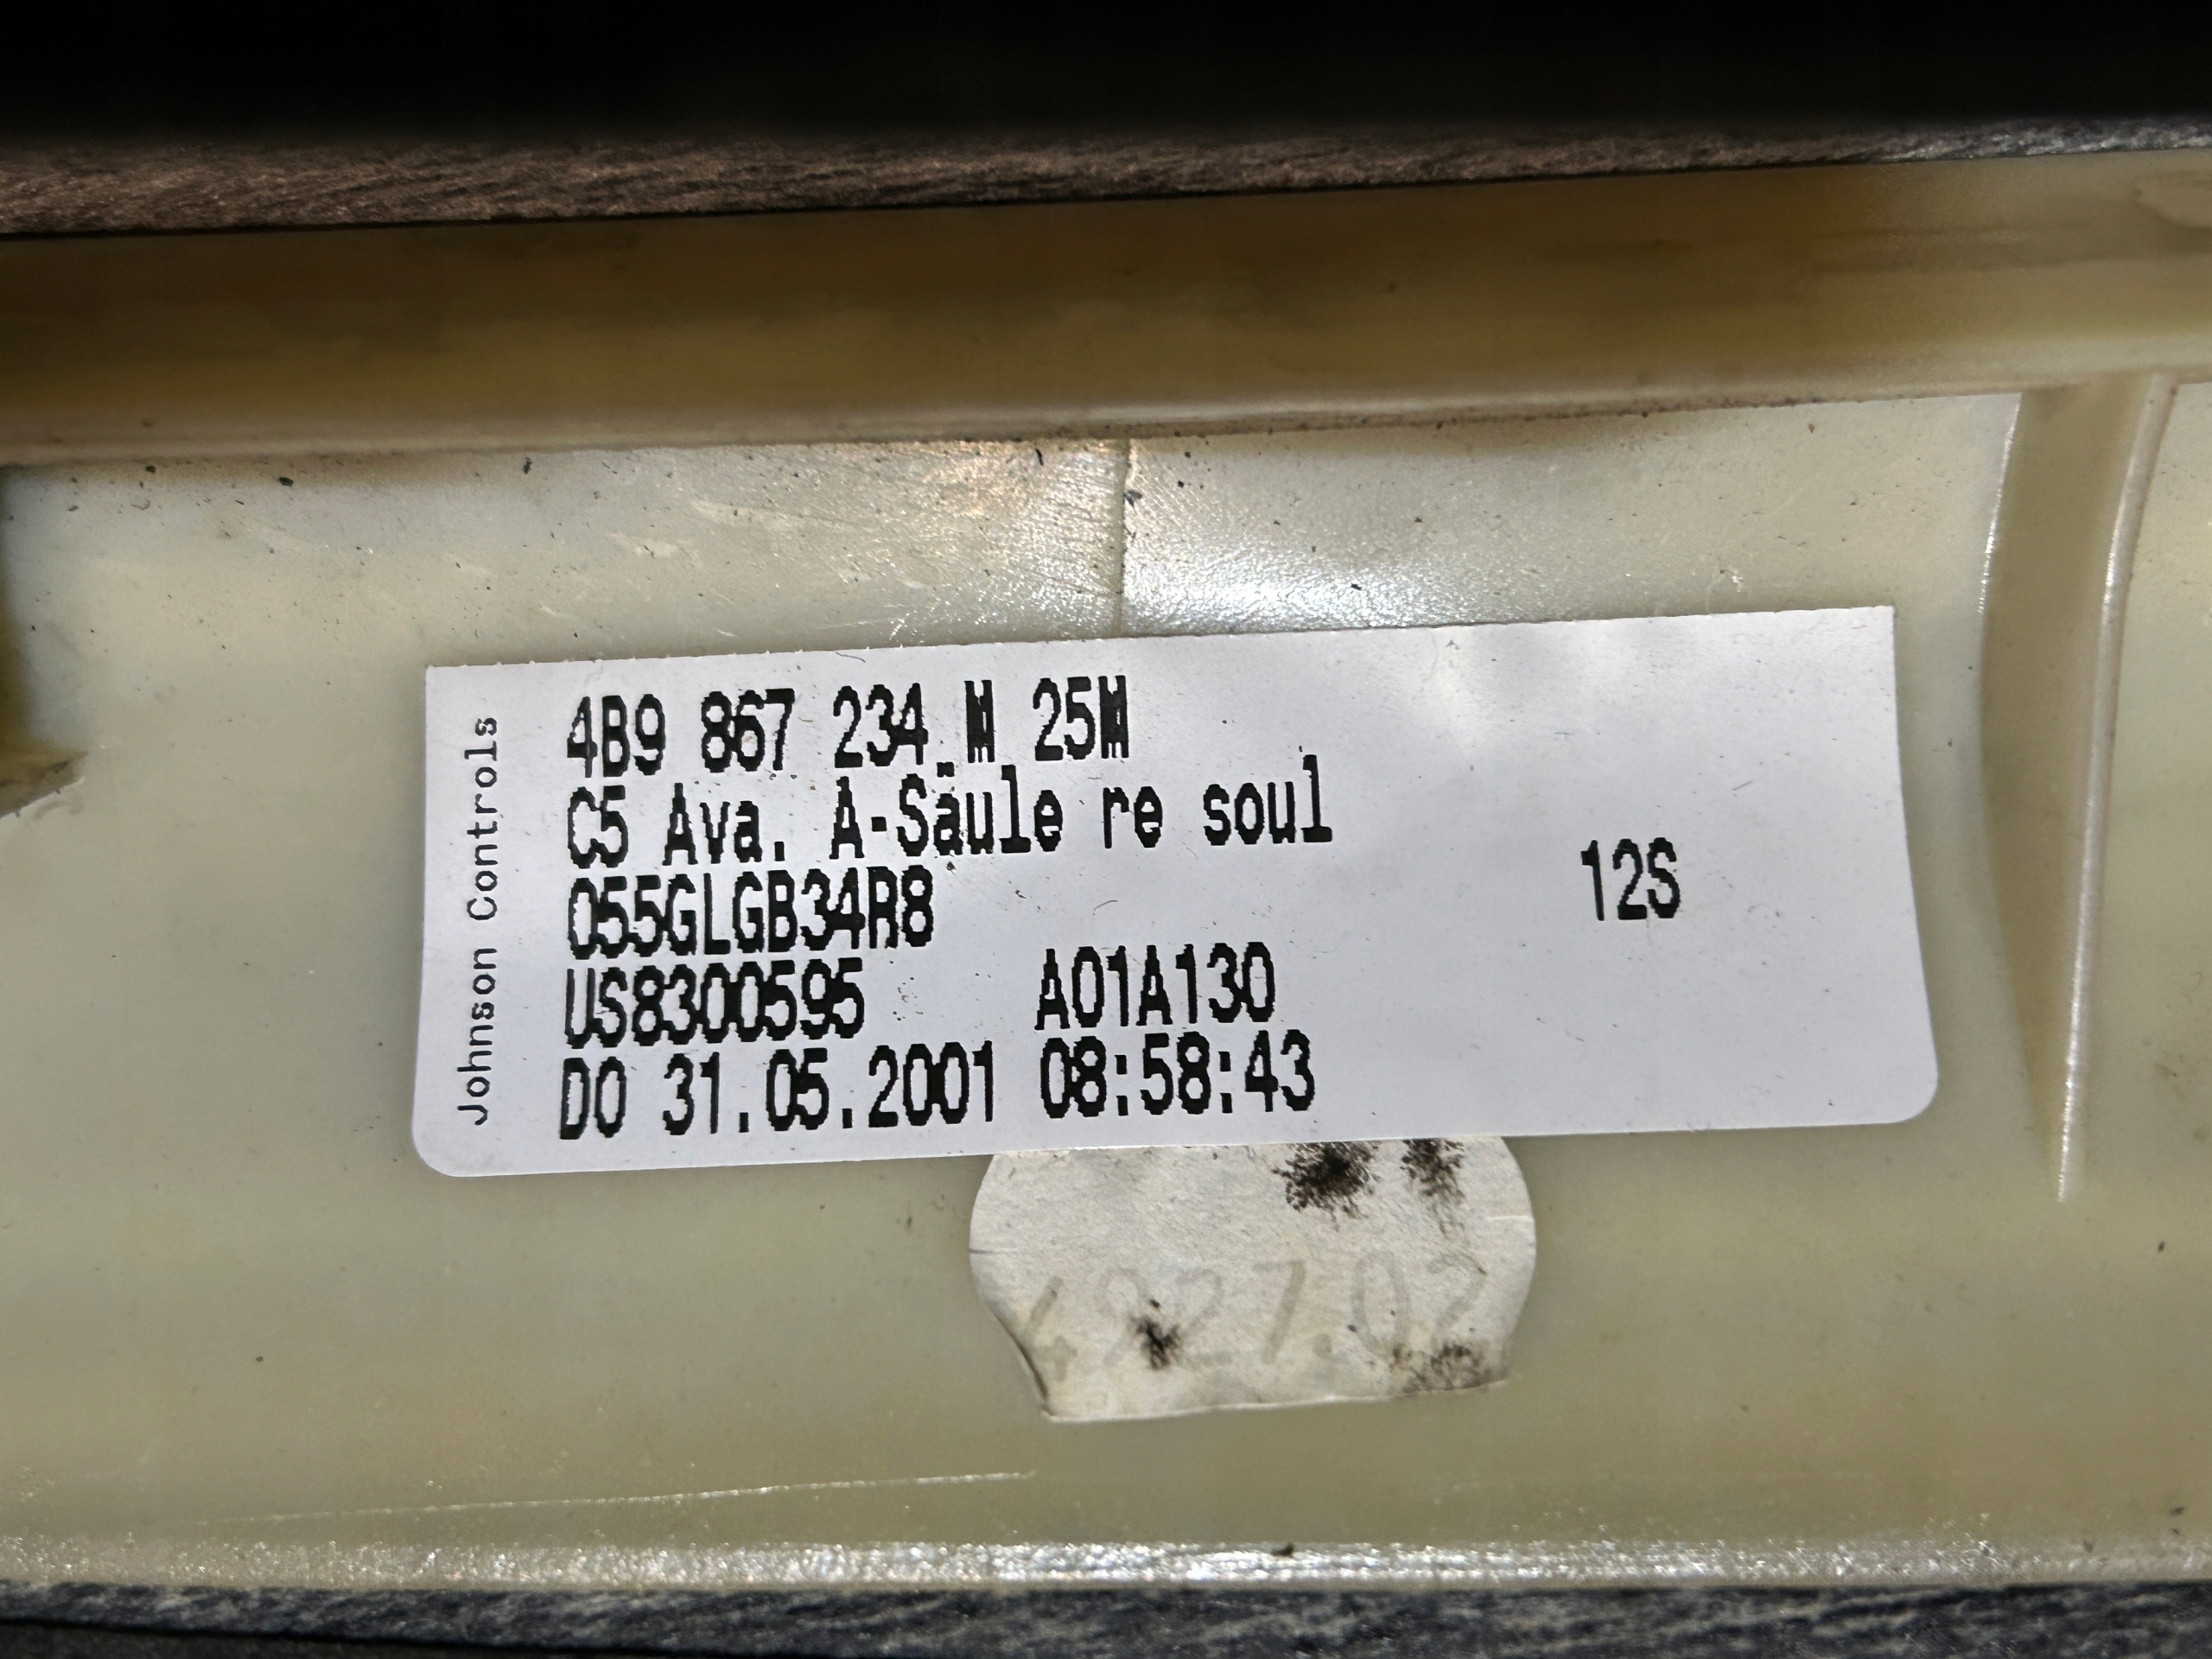 Johnson Controls
4B9 867 234 M 25M
C5 Ava. A-Säule re soul
055GLGB34R8
12S
US8300595 A01A130
DO 31.05.2001 08:58:43